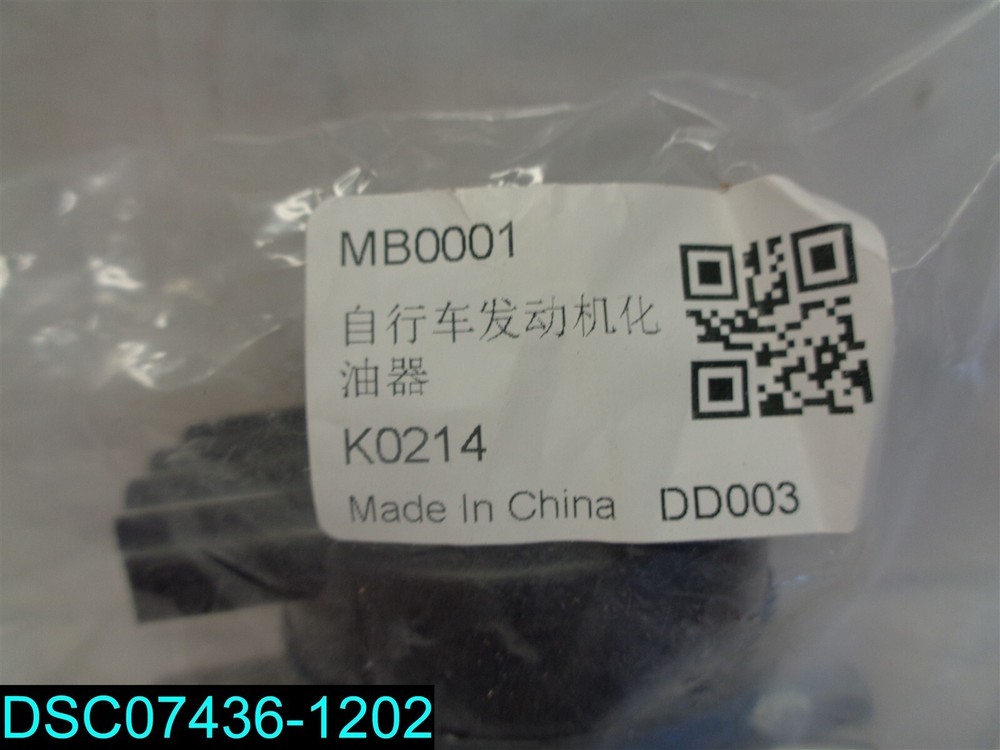 MB0001
自行车发动机化
油器
K0214
Made In China DD003
DSC07436-1202